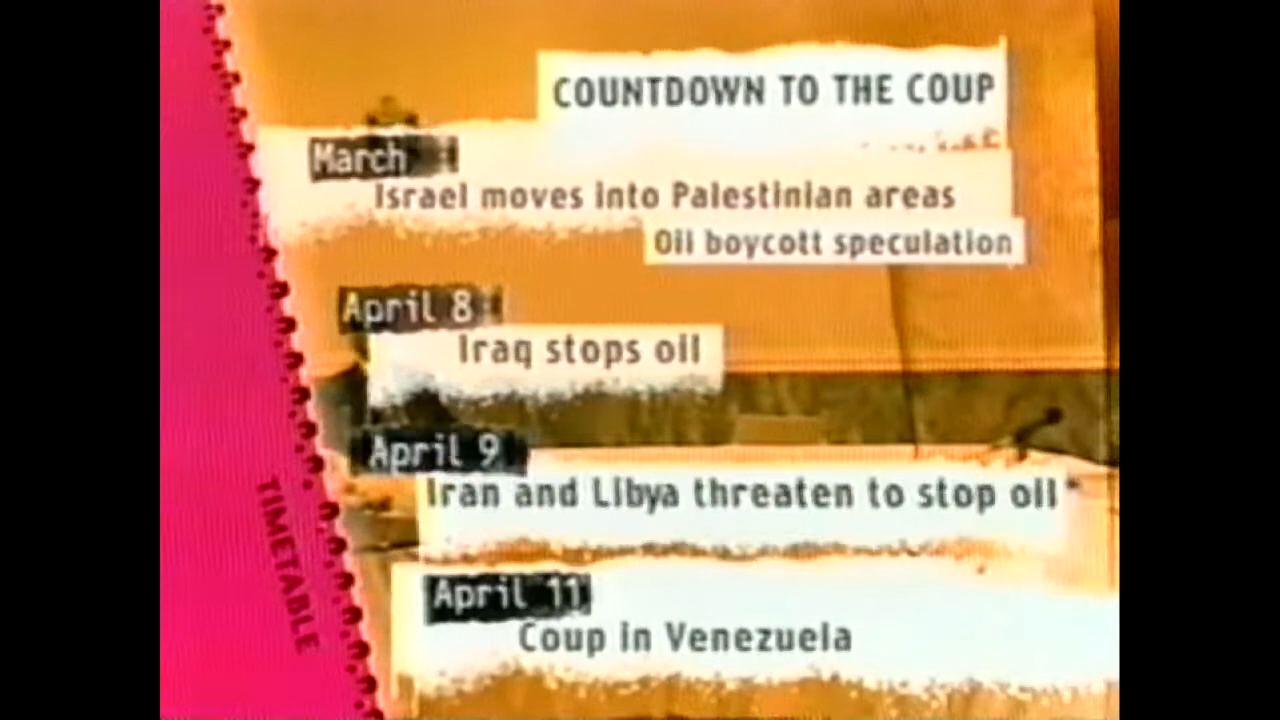 COUNTDOWN TO THE COUP
March
Israel moves into Palestinian areas
Oil boycott speculation
April 8
Iraq stops oil
April 9
Iran and Libya threaten to stop oil
April 11
Coup in Venezuela
TIMETABLE